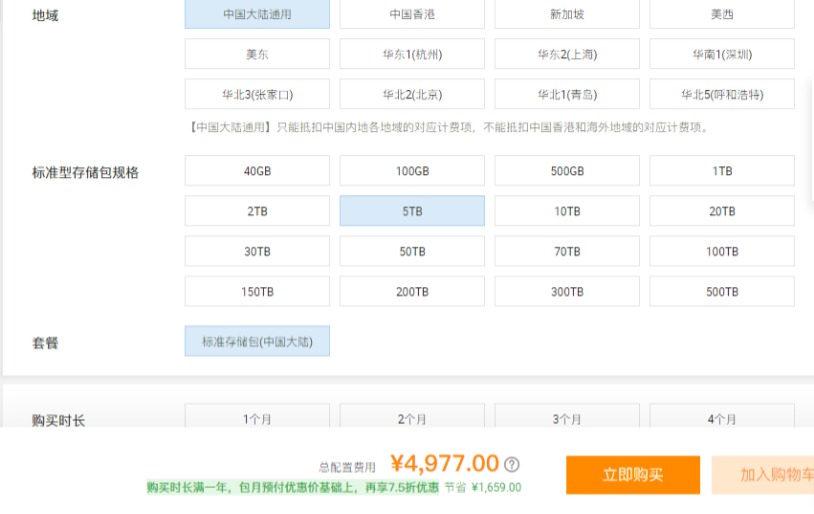 地域 中国大陆通用 中国香港 新加坡 美西
美东 华东1(杭州) 华东2(上海) 华南1(深圳)
华北3(张家口) 华北2(北京) 华北1(青岛) 华北5(呼和浩特)
【中国大陆通用】只能抵扣中国内地各地域的对应计费项，不能抵扣中国香港和海外地域的对应计费项。
标准型存储包规格 40GB 100GB 500GB 1TB
2TB 5TB 10TB 20TB
30TB 50TB 70TB 100TB
150TB 200TB 300TB 500TB
套餐 标准存储包(中国大陆)
购买时长 1个月 2个月 3个月 4个月
总配置费用 ¥4,977.00 ?
立即购买 加入购物车
购买时长满一年，包月预付优惠价基础上，再享7.5折优惠 节省 ¥1,659.00